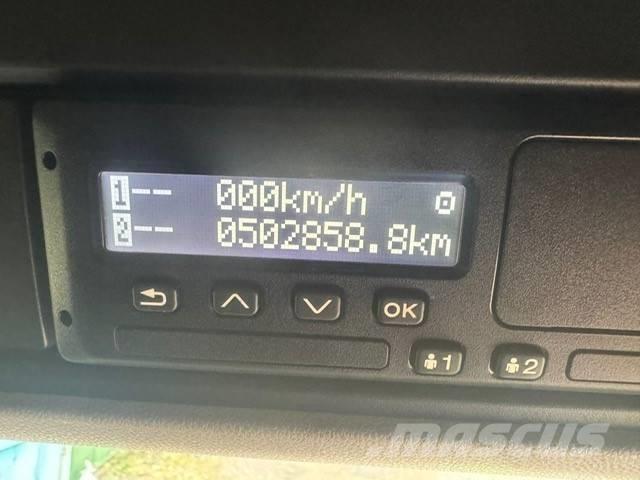 1-- 000km/h o
2-- 0502858.8km
OK
1 2
mascus